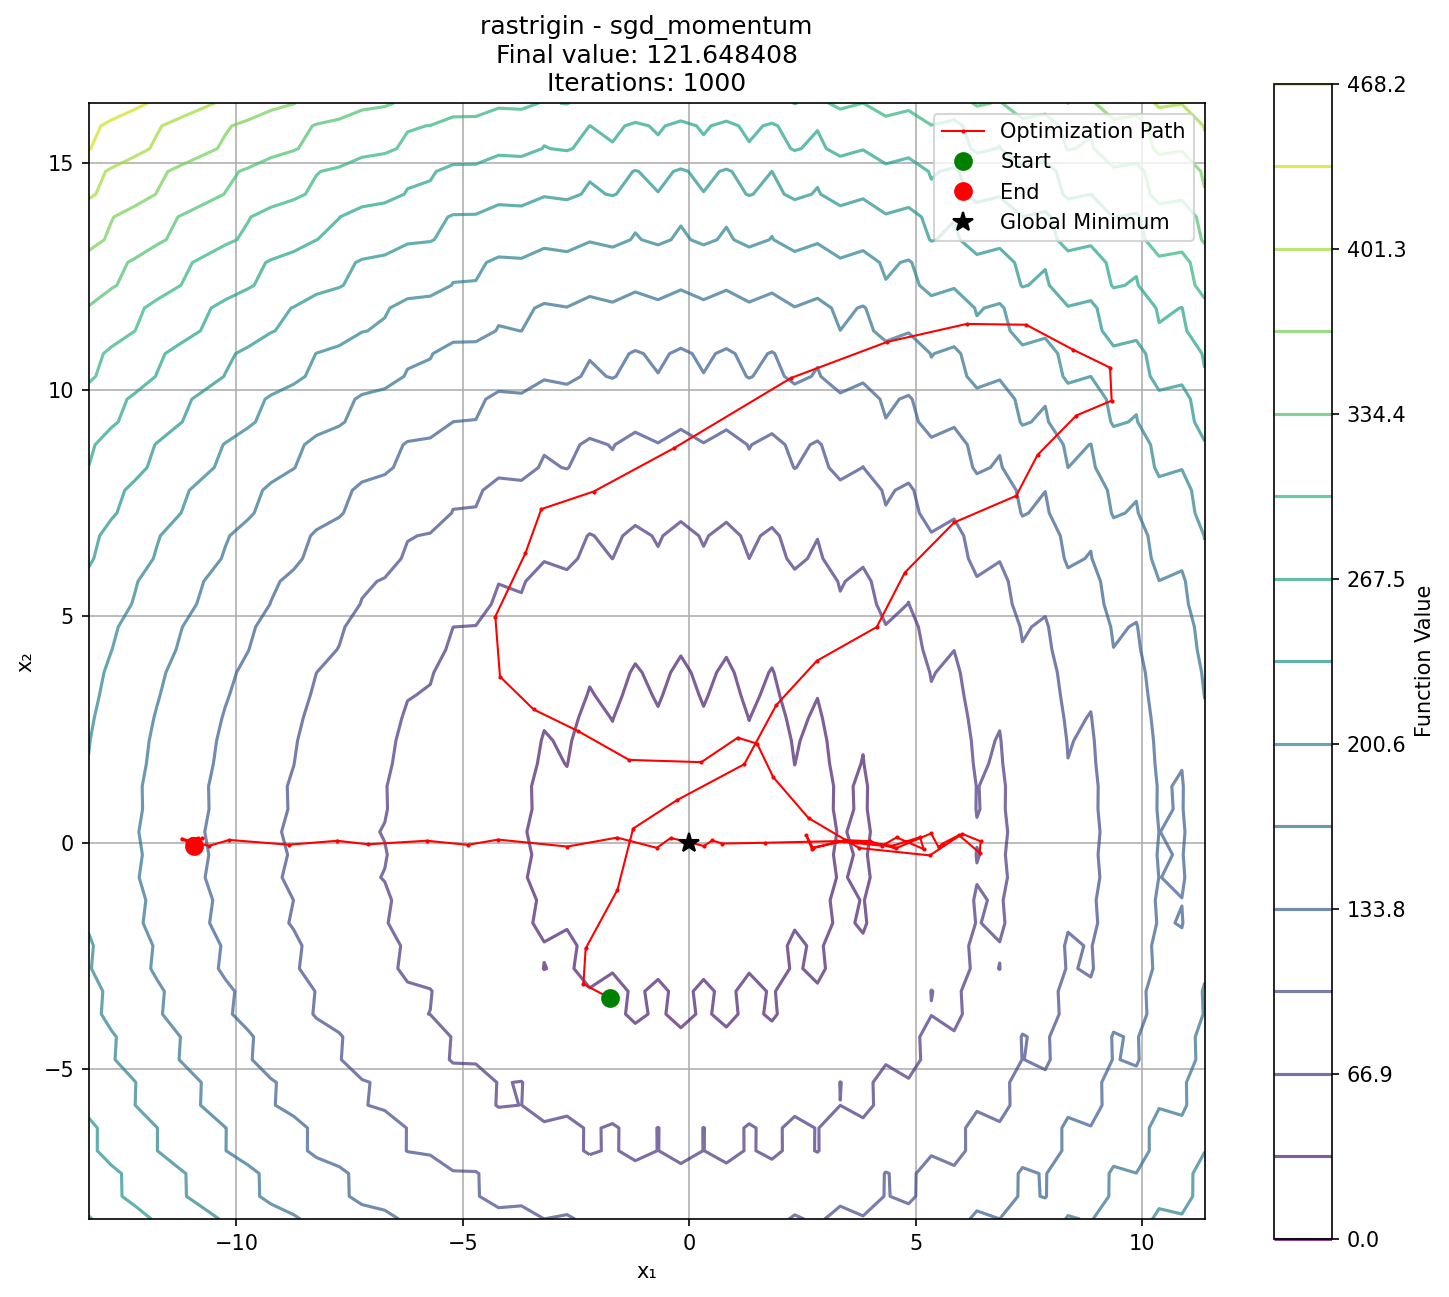 rastrigin - sgd_momentum
Final value: 121.648408
Iterations: 1000
Optimization Path
Start
End
Global Minimum
15
10
5
0
−5
x₂
−10
−5
0
5
10
x₁
468.2
401.3
334.4
267.5
200.6
133.8
66.9
0.0
Function Value